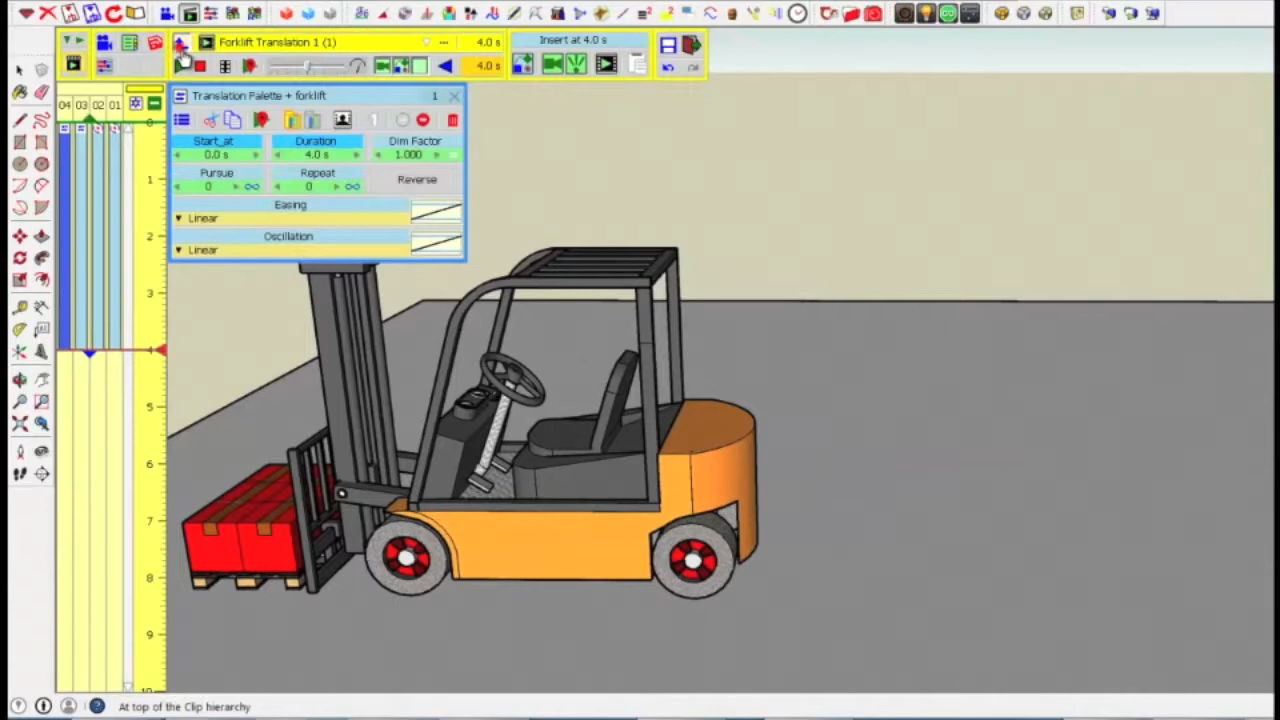 Forklift Translation 1 (1)
... 4.0 s
Insert at 4.0 s
4.0 s
Translation Palette + forklift 1
04 03 02 01
Start_at Duration Dim Factor
0.0 s 4.0 s 1.000
Pursue Repeat
0 0 Reverse
Easing
Linear
Oscillation
Linear
0
1
2
3
4
5
6
7
8
9
10
At top of the Clip hierarchy